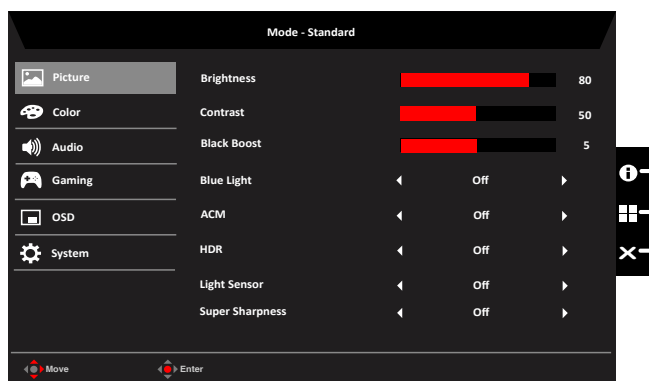 Mode - Standard
Picture
Brightness 80
Color
Contrast 50
Audio
Black Boost 5
Gaming
Blue Light Off
OSD
ACM Off
System
HDR Off
Light Sensor Off
Super Sharpness Off
Move Enter